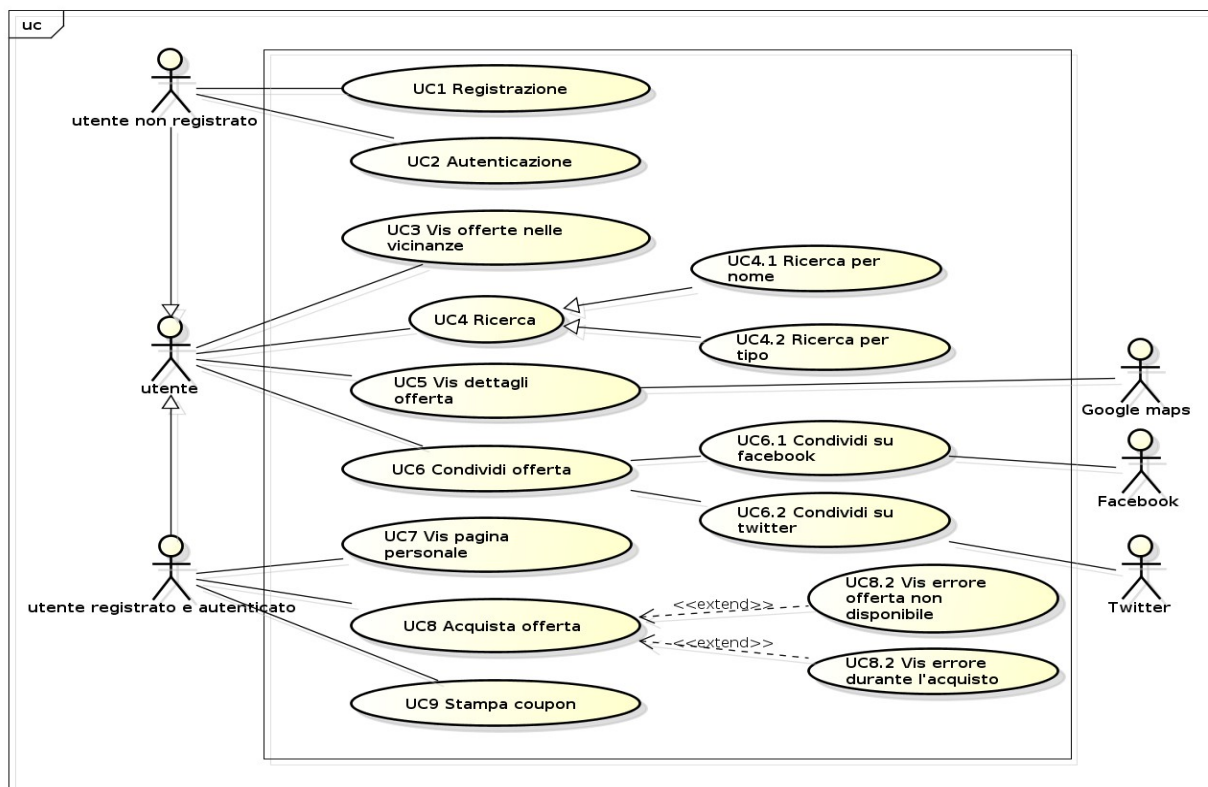 uc
utente non registrato
UC1 Registrazione
UC2 Autenticazione
UC3 Vis offerte nelle
vicinanze
UC4 Ricerca
UC4.1 Ricerca per
nome
UC4.2 Ricerca per
tipo
utente
UC5 Vis dettagli
offerta
Google maps
UC6 Condividi offerta
UC6.1 Condividi su
facebook
Facebook
UC6.2 Condividi su
twitter
Twitter
UC7 Vis pagina
personale
utente registrato e autenticato
UC8 Acquista offerta
<<extend>>
UC8.2 Vis errore
offerta non
disponibile
<<extend>>
UC8.2 Vis errore
durante l'acquisto
UC9 Stampa coupon